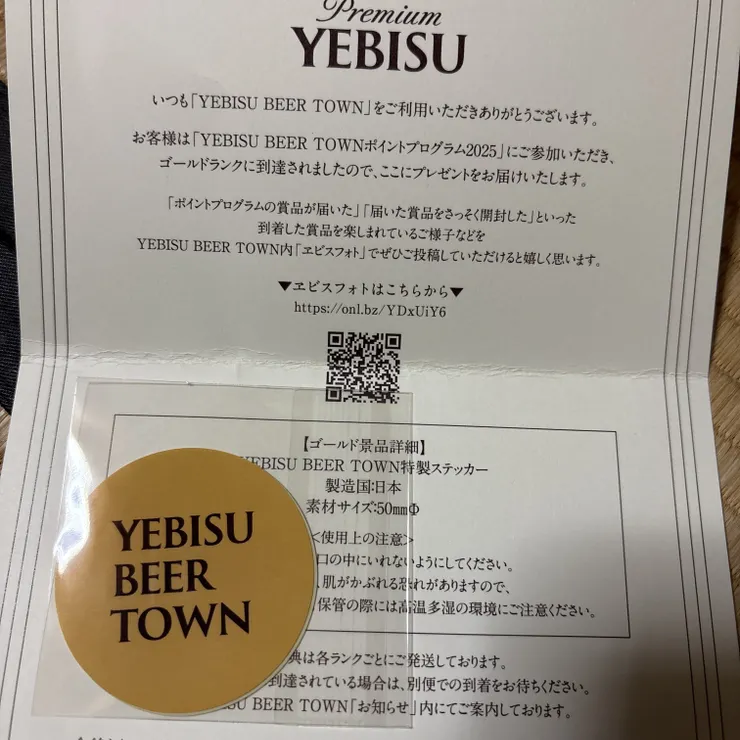 Premium
YEBISU
いつも「YEBISU BEER TOWN」をご利用いただきありがとうございます。
お客様は「YEBISU BEER TOWNポイントプログラム2025」にご参加いただき、
ゴールドランクに到達されましたので、ここにプレゼントをお届けいたします。
「ポイントプログラムの賞品が届いた」「届いた賞品をさっそく開封した」といった
到着した賞品を楽しまれているご様子などを
YEBISU BEER TOWN内「ヱビスフォト」でぜひご投稿していただけると嬉しく思います。
▼ヱビスフォトはこちらから▼
https://onl.bz/YDxUiY6
【ゴールド景品詳細】
YEBISU BEER TOWN特製ステッカー
製造国:日本
素材サイズ:50mmΦ
<使用上の注意>
口の中にいれないようにしてください。
、肌がかぶれる恐れがありますので、
保管の際には高温多湿の環境にご注意ください。
典は各ランクごとにご発送しております。
到達されている場合は、別便での到着をお待ちください。
SU BEER TOWN「お知らせ」内にてご案内しております。
YEBISU
BEER
TOWN